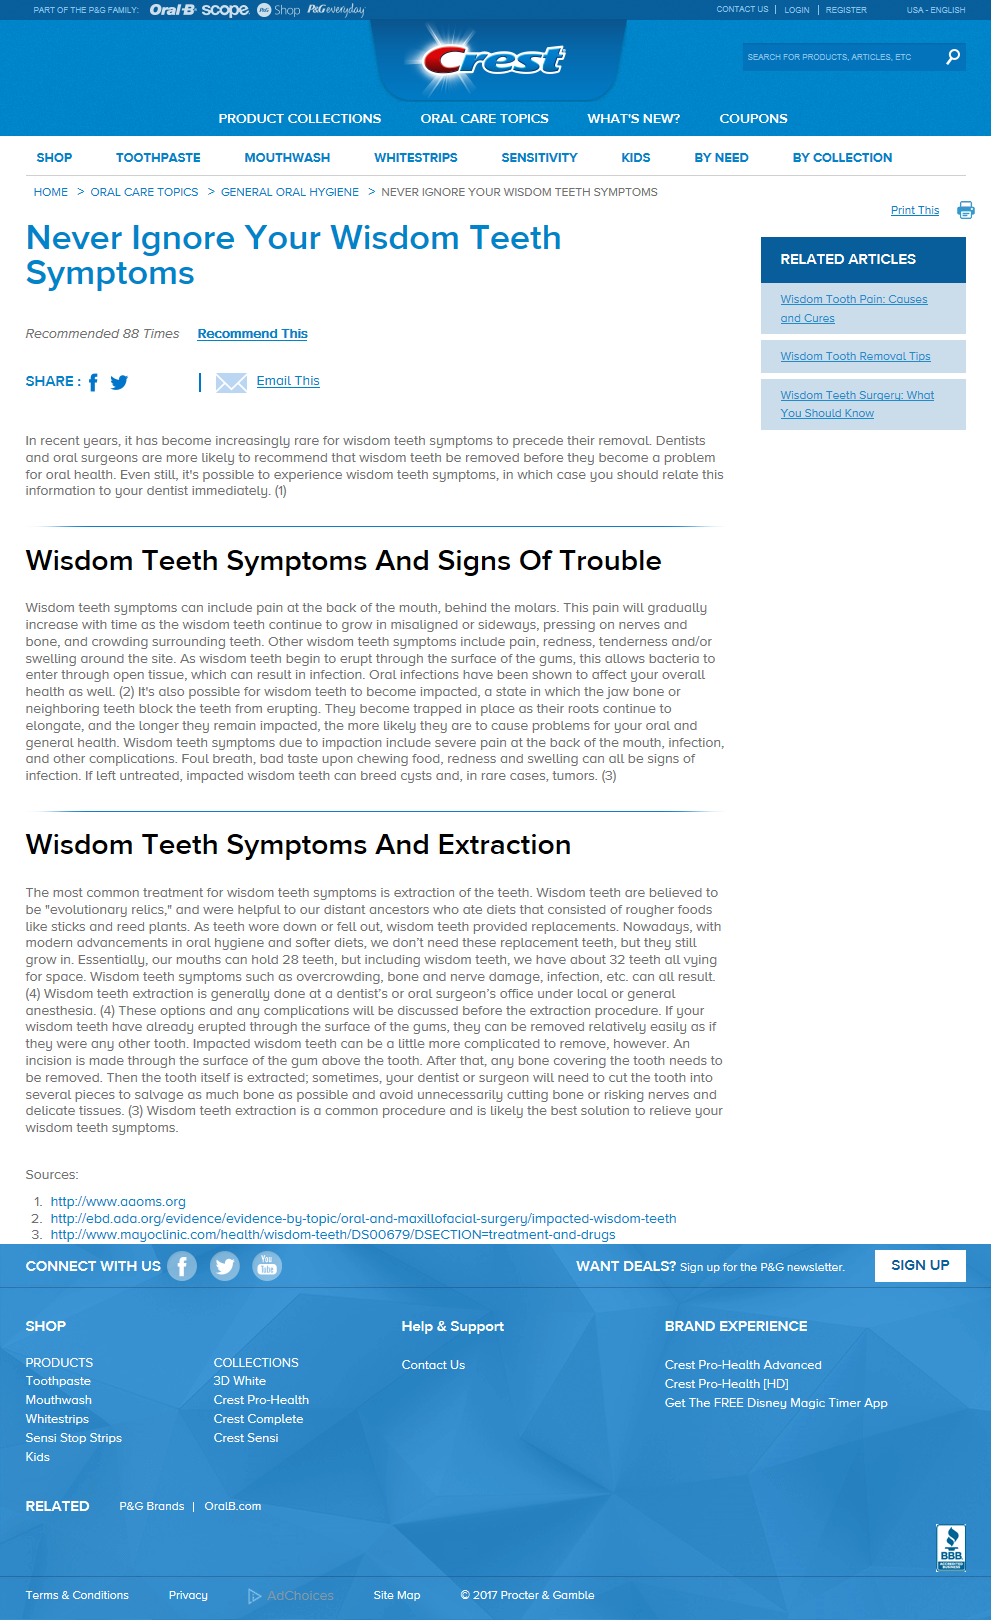 PART OF THE P&G FAMILY: Oral-B scope P&G Shop P&G everyday CONTACT US | LOGIN | REGISTER USA - ENGLISH
Crest
SEARCH FOR PRODUCTS, ARTICLES, ETC
PRODUCT COLLECTIONS ORAL CARE TOPICS WHAT'S NEW? COUPONS
SHOP TOOTHPASTE MOUTHWASH WHITESTRIPS SENSITIVITY KIDS BY NEED BY COLLECTION
HOME > ORAL CARE TOPICS > GENERAL ORAL HYGIENE > NEVER IGNORE YOUR WISDOM TEETH SYMPTOMS
Print This
Never Ignore Your Wisdom Teeth
Symptoms
Recommended 88 Times Recommend This
SHARE : | Email This
RELATED ARTICLES
Wisdom Tooth Pain: Causes
and Cures
Wisdom Tooth Removal Tips
Wisdom Teeth Surgery: What
You Should Know
In recent years, it has become increasingly rare for wisdom teeth symptoms to precede their removal. Dentists
and oral surgeons are more likely to recommend that wisdom teeth be removed before they become a problem
for oral health. Even still, it's possible to experience wisdom teeth symptoms, in which case you should relate this
information to your dentist immediately. (1)
Wisdom Teeth Symptoms And Signs Of Trouble
Wisdom teeth symptoms can include pain at the back of the mouth, behind the molars. This pain will gradually
increase with time as the wisdom teeth continue to grow in misaligned or sideways, pressing on nerves and
bone, and crowding surrounding teeth. Other wisdom teeth symptoms include pain, redness, tenderness and/or
swelling around the site. As wisdom teeth begin to erupt through the surface of the gums, this allows bacteria to
enter through open tissue, which can result in infection. Oral infections have been shown to affect your overall
health as well. (2) It's also possible for wisdom teeth to become impacted, a state in which the jaw bone or
neighboring teeth block the teeth from erupting. They become trapped in place as their roots continue to
elongate, and the longer they remain impacted, the more likely they are to cause problems for your oral and
general health. Wisdom teeth symptoms due to impaction include severe pain at the back of the mouth, infection,
and other complications. Foul breath, bad taste upon chewing food, redness and swelling can all be signs of
infection. If left untreated, impacted wisdom teeth can breed cysts and, in rare cases, tumors. (3)
Wisdom Teeth Symptoms And Extraction
The most common treatment for wisdom teeth symptoms is extraction of the teeth. Wisdom teeth are believed to
be "evolutionary relics," and were helpful to our distant ancestors who ate diets that consisted of rougher foods
like sticks and reed plants. As teeth wore down or fell out, wisdom teeth provided replacements. Nowadays, with
modern advancements in oral hygiene and softer diets, we don't need these replacement teeth, but they still
grow in. Essentially, our mouths can hold 28 teeth, but including wisdom teeth, we have about 32 teeth all vying
for space. Wisdom teeth symptoms such as overcrowding, bone and nerve damage, infection, etc. can all result.
(4) Wisdom teeth extraction is generally done at a dentist's or oral surgeon's office under local or general
anesthesia. (4) These options and any complications will be discussed before the extraction procedure. If your
wisdom teeth have already erupted through the surface of the gums, they can be removed relatively easily as if
they were any other tooth. Impacted wisdom teeth can be a little more complicated to remove, however. An
incision is made through the surface of the gum above the tooth. After that, any bone covering the tooth needs to
be removed. Then the tooth itself is extracted; sometimes, your dentist or surgeon will need to cut the tooth into
several pieces to salvage as much bone as possible and avoid unnecessarily cutting bone or risking nerves and
delicate tissues. (3) Wisdom teeth extraction is a common procedure and is likely the best solution to relieve your
wisdom teeth symptoms.
Sources:
1. http://www.aaoms.org
2. http://ebd.ada.org/evidence/evidence-by-topic/oral-and-maxillofacial-surgery/impacted-wisdom-teeth
3. http://www.mayoclinic.com/health/wisdom-teeth/DS00679/DSECTION=treatment-and-drugs
CONNECT WITH US You Tube WANT DEALS? Sign up for the P&G newsletter. SIGN UP
SHOP Help & Support BRAND EXPERIENCE
PRODUCTS COLLECTIONS Contact Us Crest Pro-Health Advanced
Toothpaste 3D White Crest Pro-Health [HD]
Mouthwash Crest Pro-Health Get The FREE Disney Magic Timer App
Whitestrips Crest Complete
Sensi Stop Strips Crest Sensi
Kids
RELATED P&G Brands | OralB.com
BBB
ACCREDITED
BUSINESS
Terms & Conditions Privacy AdChoices Site Map © 2017 Procter & Gamble